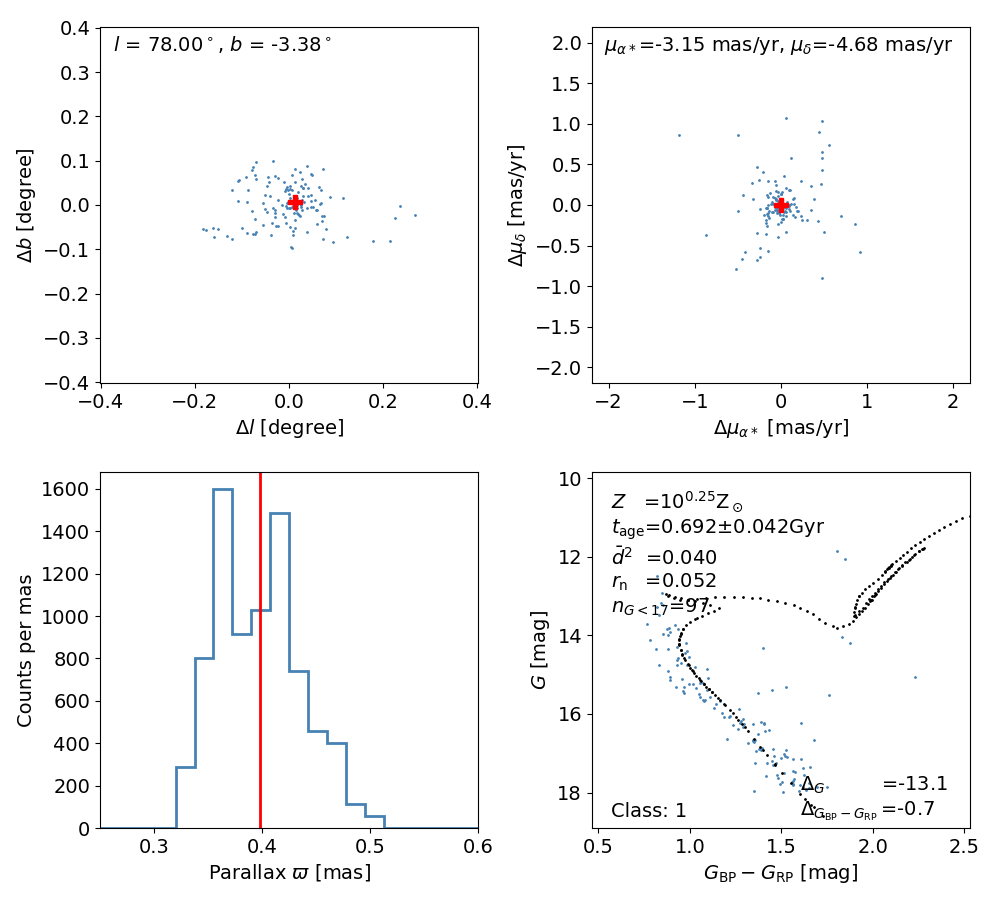 l = 78.00°, b = -3.38°
0.4
0.3
0.2
0.1
0.0
−0.1
−0.2
−0.3
−0.4
−0.4 −0.2 0.0 0.2 0.4
Δl [degree]
Δb [degree]
μα*=-3.15 mas/yr, μδ=-4.68 mas/yr
2.0
1.5
1.0
0.5
0.0
−0.5
−1.0
−1.5
−2.0
−2 −1 0 1 2
Δμα* [mas/yr]
Δμδ [mas/yr]
1600
1400
1200
1000
800
600
400
200
0
0.3 0.4 0.5 0.6
Parallax ϖ [mas]
Counts per mas
Z =10^0.25Z⊙
tage=0.692±0.042Gyr
d̄² =0.040
rn =0.052
nG<17=97
10
12
14
16
18
ΔG =-13.1
Class: 1
ΔGBP−GRP =-0.7
0.5 1.0 1.5 2.0 2.5
GBP − GRP [mag]
G [mag]